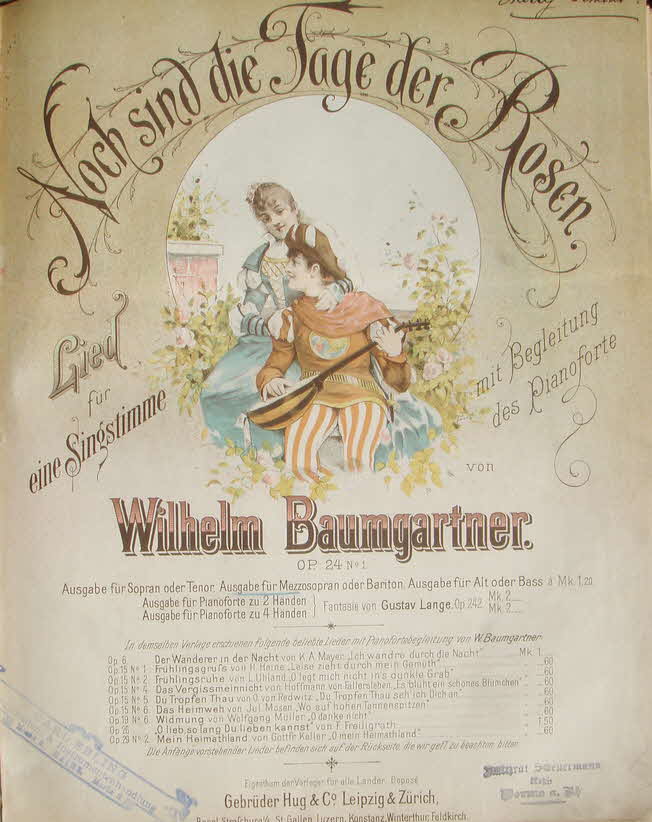 Noch sind die Tage der Rosen.
Lied
für
eine Singstimme
mit Begleitung
des Pianoforte
von
Wilhelm Baumgartner.
OP. 24 No 1.
Ausgabe für Sopran oder Tenor. Ausgabe für Mezzosopran oder Bariton. Ausgabe für Alt oder Bass à Mk. 1.20
Ausgabe für Pianoforte zu 2 Händen
Ausgabe für Pianoforte zu 4 Händen
Fantasie von Gustav Lange, Op. 242.
Mk. 2.
Mk. 2.
In demselben Verlage erschienen folgende beliebte Lieder mit Pianofortebegleitung von W. Baumgartner:
Op. 6. Der Wanderer in der Nacht von K. A. Mayer, „Ich wandre durch die Nacht" Mk. 1.
Op. 15 No 1. Frühlingsgruss von H. Heine, „Leise zieht durch mein Gemüth" .60
Op. 15 No 2. Frühlingsruhe von L. Uhland, „O legt mich nicht in's dunkle Grab" .60
Op. 15 No 4. Das Vergissmeinnicht von Hoffmann von Fallersleben, „Es blüht ein schönes Blümchen" .60
Op. 15 No 5. Du Tropfen Thau von O. von Redwitz, „Du Tropfen Thau seh' ich Dich an" .60
Op. 15 No 6. Das Heimweh von Jul. Mosen, „Wo auf hohen Tannenspitzen" .60
Op. 19 No 6. Widmung von Wolfgang Müller, „O danke nicht" .60
Op. 26 „O lieb, so lang Du lieben kannst" von F. Freiligrath 1.50
Op. 29 No 2. Mein Heimathland von Gottfr. Keller, „O mein Heimathland" .60
Die Anfänge vorstehender Lieder befinden sich auf der Rückseite, die wir gefl. zu beachten bitten.
Eigenthum der Verleger für alle Länder. Déposé
Gebrüder Hug & Co. Leipzig & Zürich,
Basel, Strassburg i/E, St. Gallen, Luzern, Konstanz, Winterthur, Feldkirch.